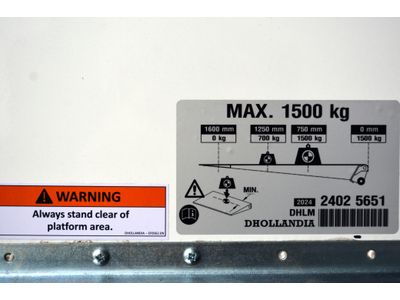 MAX. 1500 kg
1600 mm 1250 mm 750 mm 0 mm
0 kg 700 kg 1500 kg 1500 kg
MIN.
2024 2402 5651
DHLM
DHOLLANDIA
WARNING
Always stand clear of
platform area.